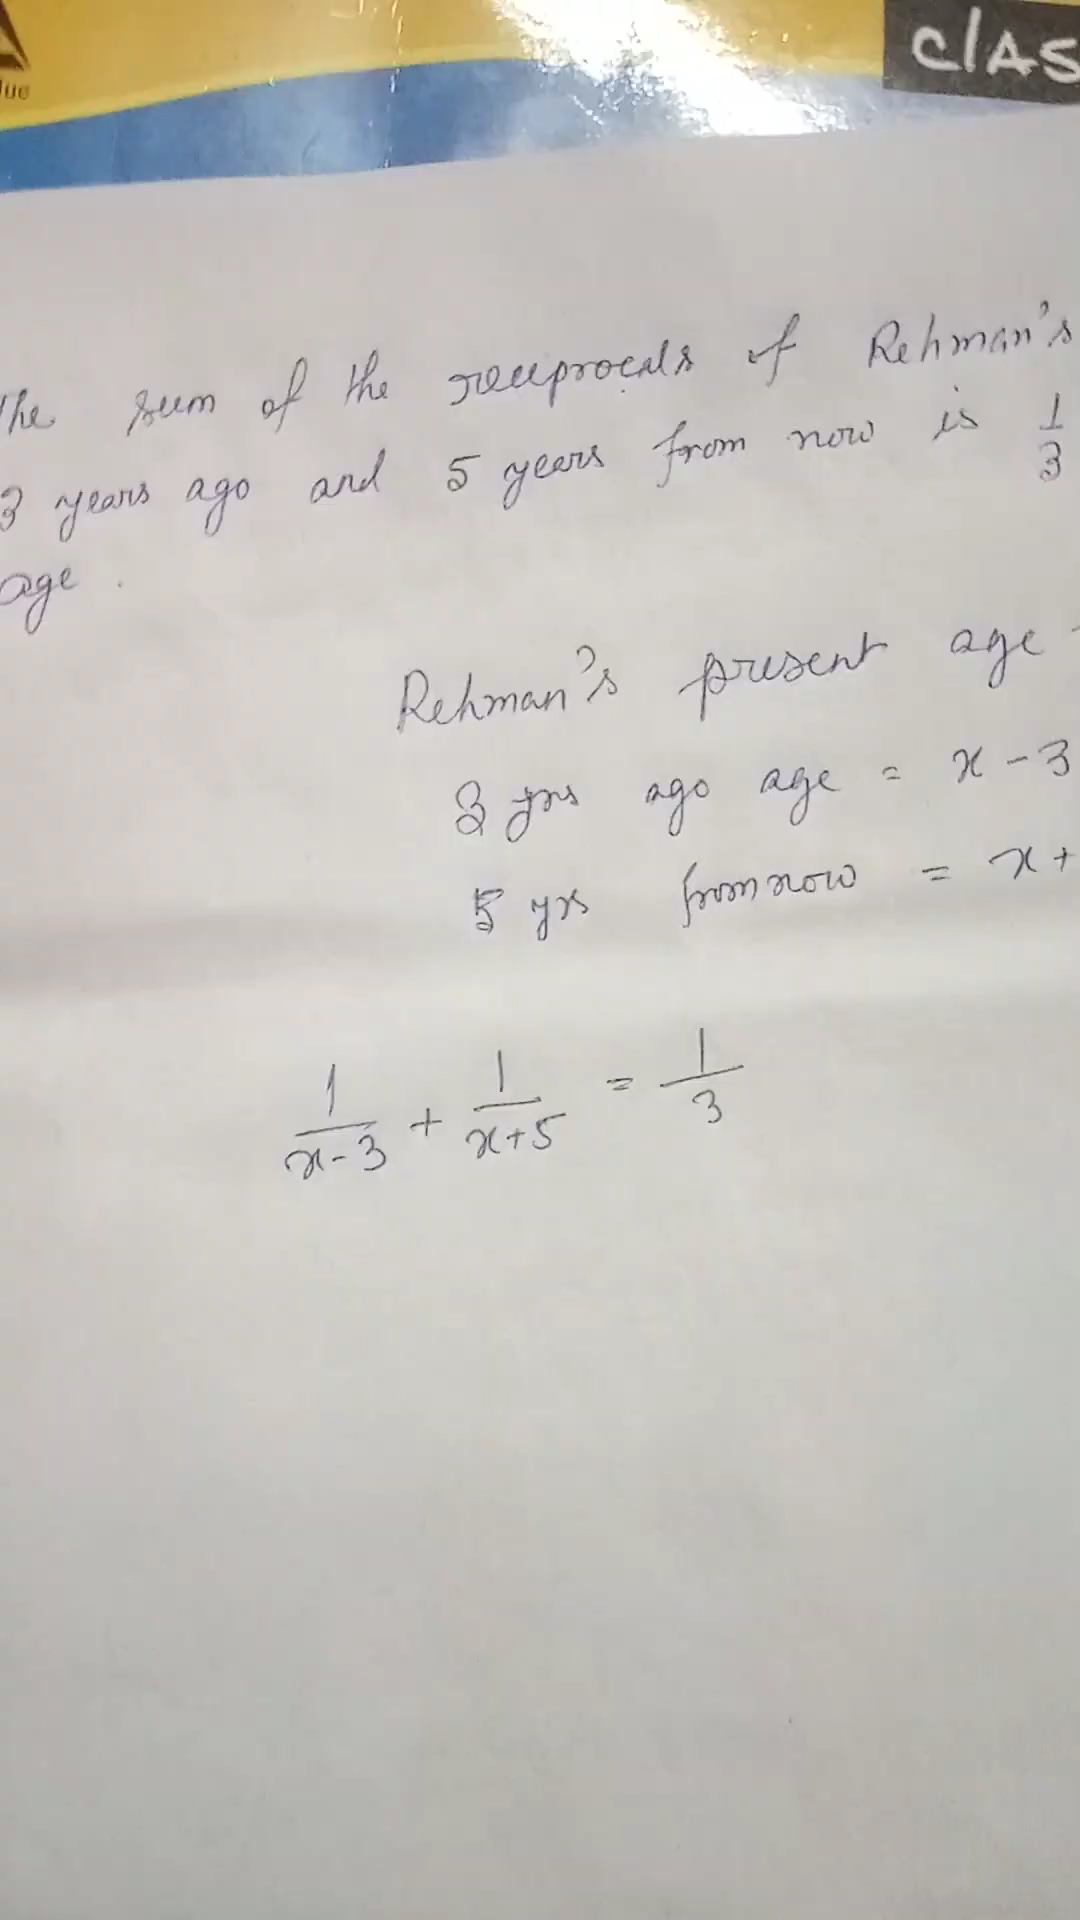 lue
CLAS
The sum of the reciprocals of Rehman's
3 years ago and 5 years from now is 1/3
age.
Rehman's present age
3 yrs ago age = x - 3
5 yrs from now = x +
1/(x-3) + 1/(x+5) = 1/3